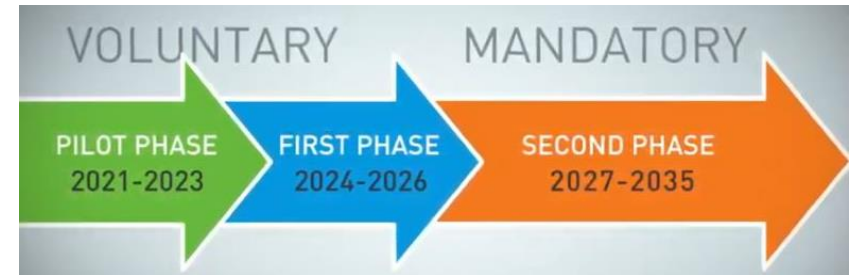 VOLUNTARY
MANDATORY
PILOT PHASE
2021-2023
FIRST PHASE
2024-2026
SECOND PHASE
2027-2035